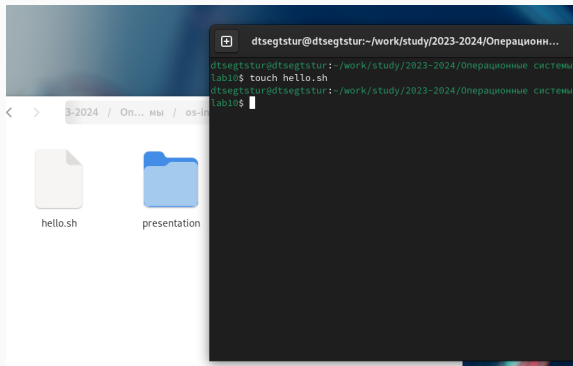 dtsegtstur@dtsegtstur:~/work/study/2023-2024/Операционн...
dtsegtstur@dtsegtstur:~/work/study/2023-2024/Операционные системы
lab10$ touch hello.sh
dtsegtstur@dtsegtstur:~/work/study/2023-2024/Операционные системы
lab10$
3-2024 / Оп... мы / os-in
hello.sh
presentation